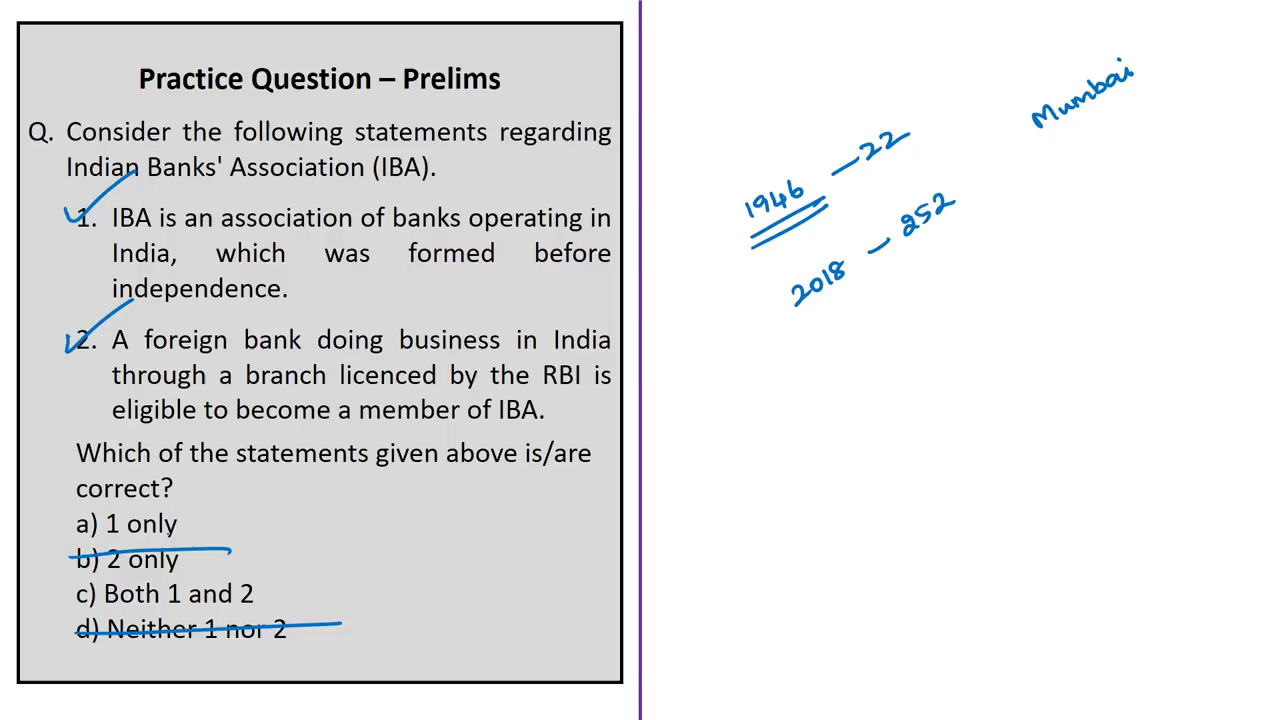 Practice Question – Prelims
Q. Consider the following statements regarding
Indian Banks' Association (IBA).
1. IBA is an association of banks operating in
India, which was formed before
independence.
2. A foreign bank doing business in India
through a branch licenced by the RBI is
eligible to become a member of IBA.
Which of the statements given above is/are
correct?
a) 1 only
b) 2 only
c) Both 1 and 2
d) Neither 1 nor 2
Mumbai
1946 – 22
2018 – 252